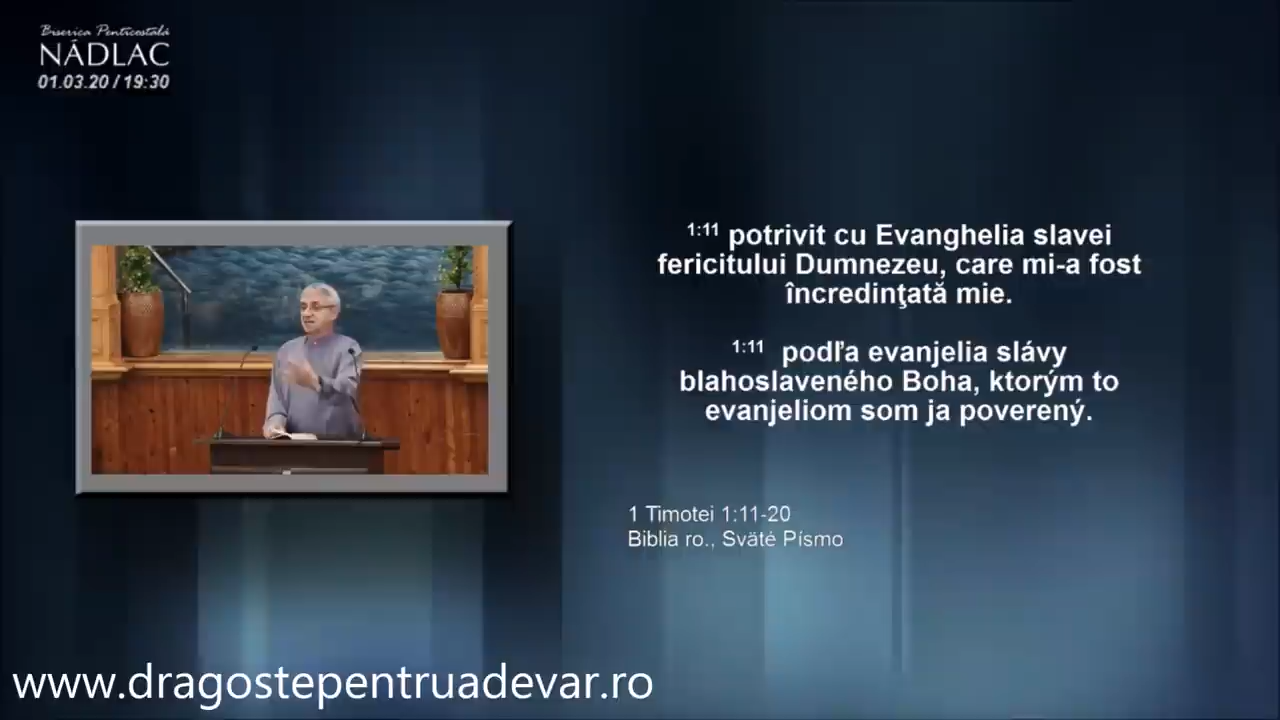 Biserica Penticostală
NĂDLAC
01.03.20 / 19:30
1:11 potrivit cu Evanghelia slavei
fericitului Dumnezeu, care mi-a fost
încredinţată mie.
1:11 podľa evanjelia slávy
blahoslaveného Boha, ktorým to
evanjeliom som ja poverený.
1 Timotei 1:11-20
Biblia ro., Sväté Písmo
www.dragostepentruadevar.ro